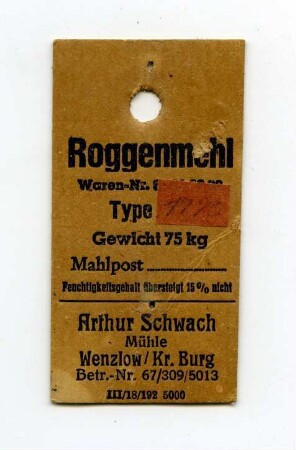 Roggenmehl
Waren-Nr.
Type
Gewicht 75 kg
Mahlpost
Feuchtigkeitsgehalt übersteigt 15 % nicht
Arthur Schwach
Mühle
Wenzlow / Kr. Burg
Betr.-Nr. 67/309/5013
III/18/192 5000